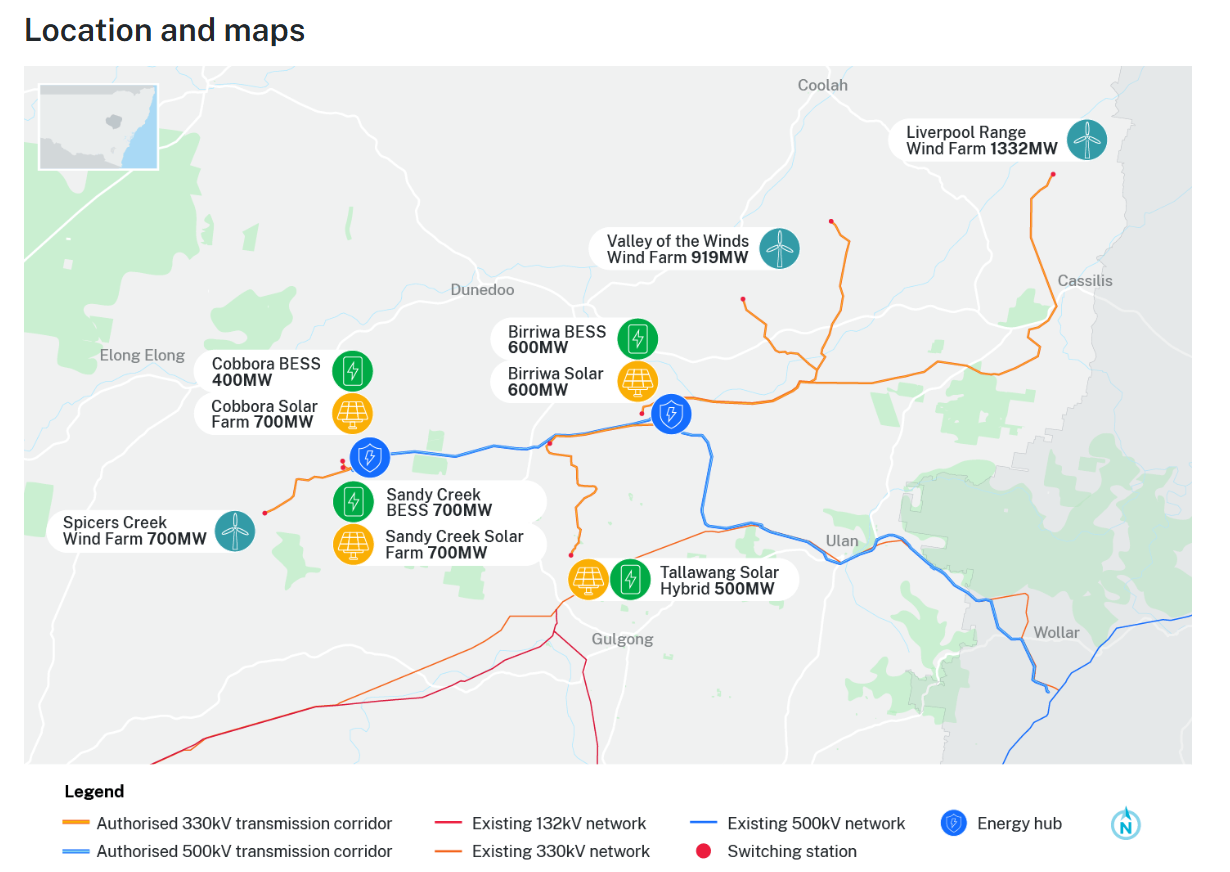 Location and maps
Coolah
Liverpool Range
Wind Farm 1332MW
Valley of the Winds
Wind Farm 919MW
Cassilis
Dunedoo
Birriwa BESS
600MW
Elong Elong
Cobbora BESS
400MW
Birriwa Solar
600MW
Cobbora Solar
Farm 700MW
Sandy Creek
BESS 700MW
Spicers Creek
Wind Farm 700MW
Sandy Creek Solar
Farm 700MW
Ulan
Tallawang Solar
Hybrid 500MW
Gulgong
Wollar
Legend
Authorised 330kV transmission corridor
Existing 132kV network
Existing 500kV network
Energy hub
N
Authorised 500kV transmission corridor
Existing 330kV network
Switching station